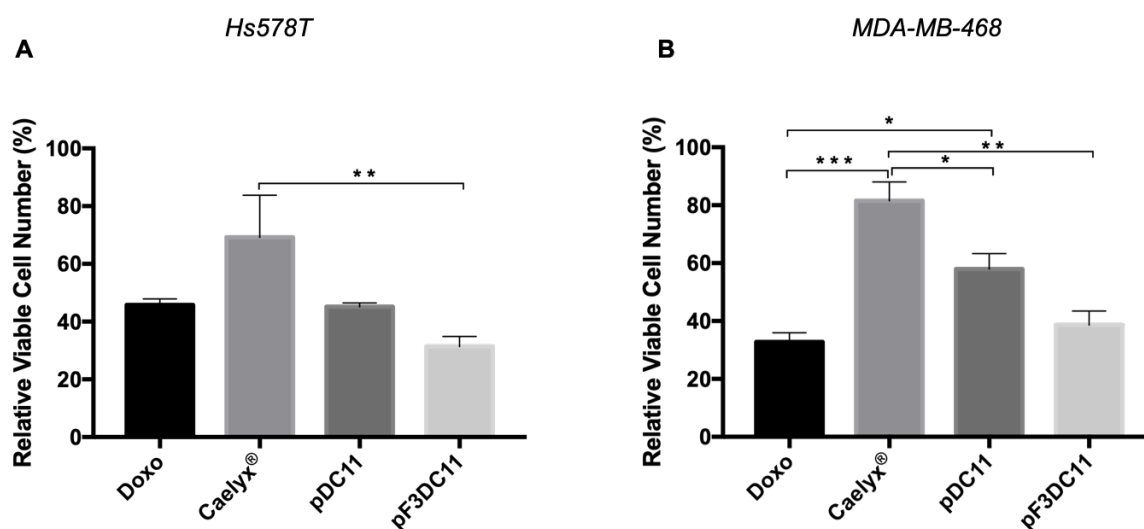 Hs578T
A
Relative Viable Cell Number (%)
100
80
60
40
20
0
**
Doxo
Caelyx®
pDC11
pF3DC11
MDA-MB-468
B
Relative Viable Cell Number (%)
100
80
60
40
20
0
*
**
***
*
Doxo
Caelyx®
pDC11
pF3DC11